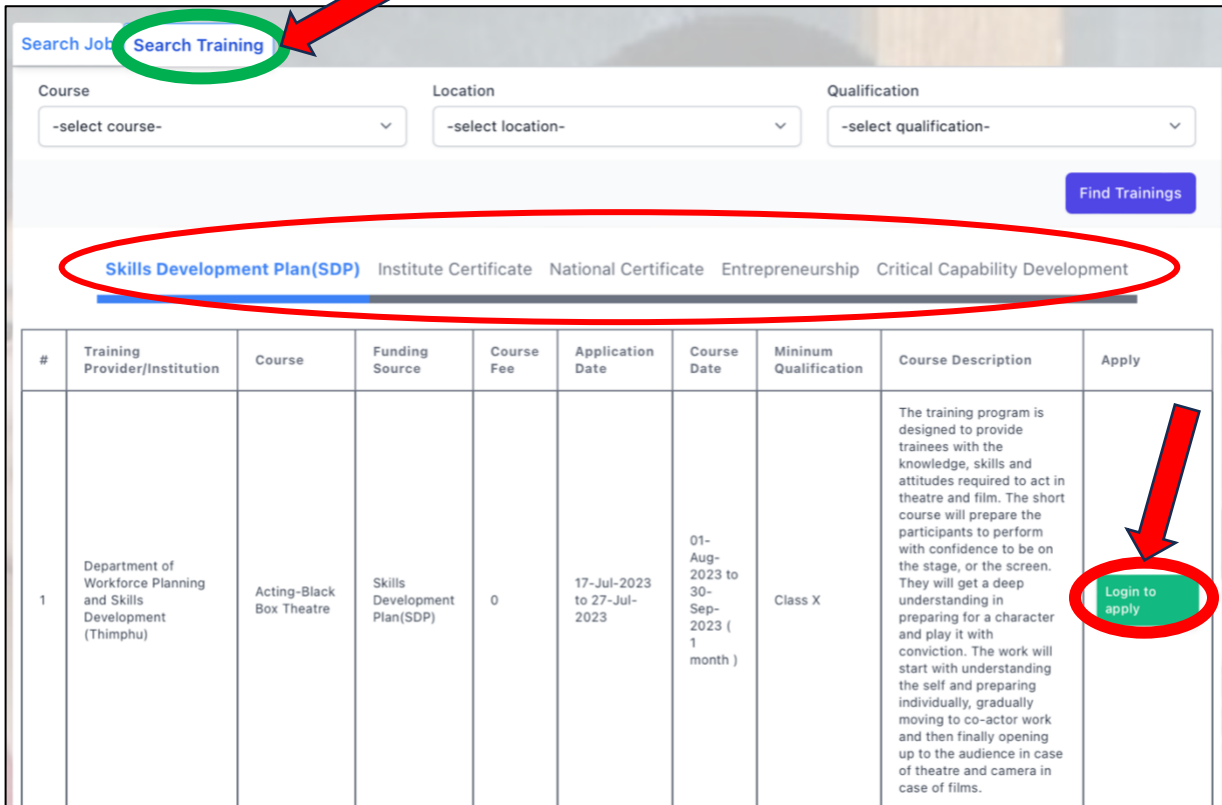 Search Job Search Training
Course Location Qualification
-select course- -select location- -select qualification-
Find Trainings
Skills Development Plan(SDP) Institute Certificate National Certificate Entrepreneurship Critical Capability Development
#
Training
Provider/Institution
Course
Funding
Source
Course
Fee
Application
Date
Course
Date
Mininum
Qualification
Course Description
Apply
1
Department of
Workforce Planning
and Skills
Development
(Thimphu)
Acting-Black
Box Theatre
Skills
Development
Plan(SDP)
0
17-Jul-2023
to 27-Jul-
2023
01-
Aug-
2023 to
30-
Sep-
2023 (
1
month )
Class X
The training program is
designed to provide
trainees with the
knowledge, skills and
attitudes required to act in
theatre and film. The short
course will prepare the
participants to perform
with confidence to be on
the stage, or the screen.
They will get a deep
understanding in
preparing for a character
and play it with
conviction. The work will
start with understanding
the self and preparing
individually, gradually
moving to co-actor work
and then finally opening
up to the audience in case
of theatre and camera in
case of films.
Login to
apply